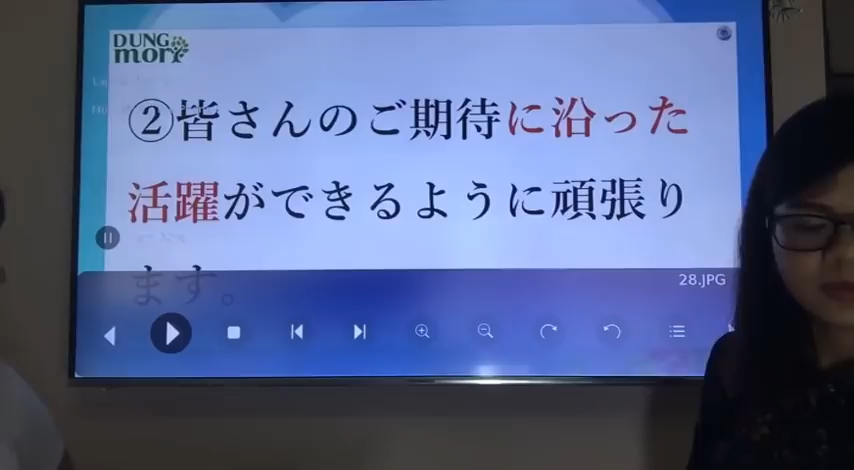 DUNG
mori
②皆さんのご期待に沿った
活躍ができるように頑張り
ます。
28.JPG